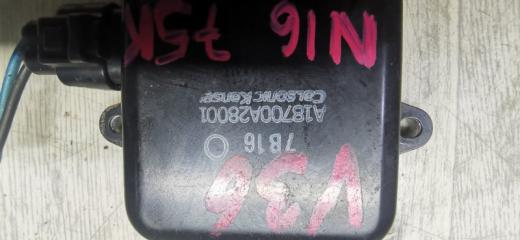 V36
7B16
A18700A28001
Calsonic Kansei
N16 75K